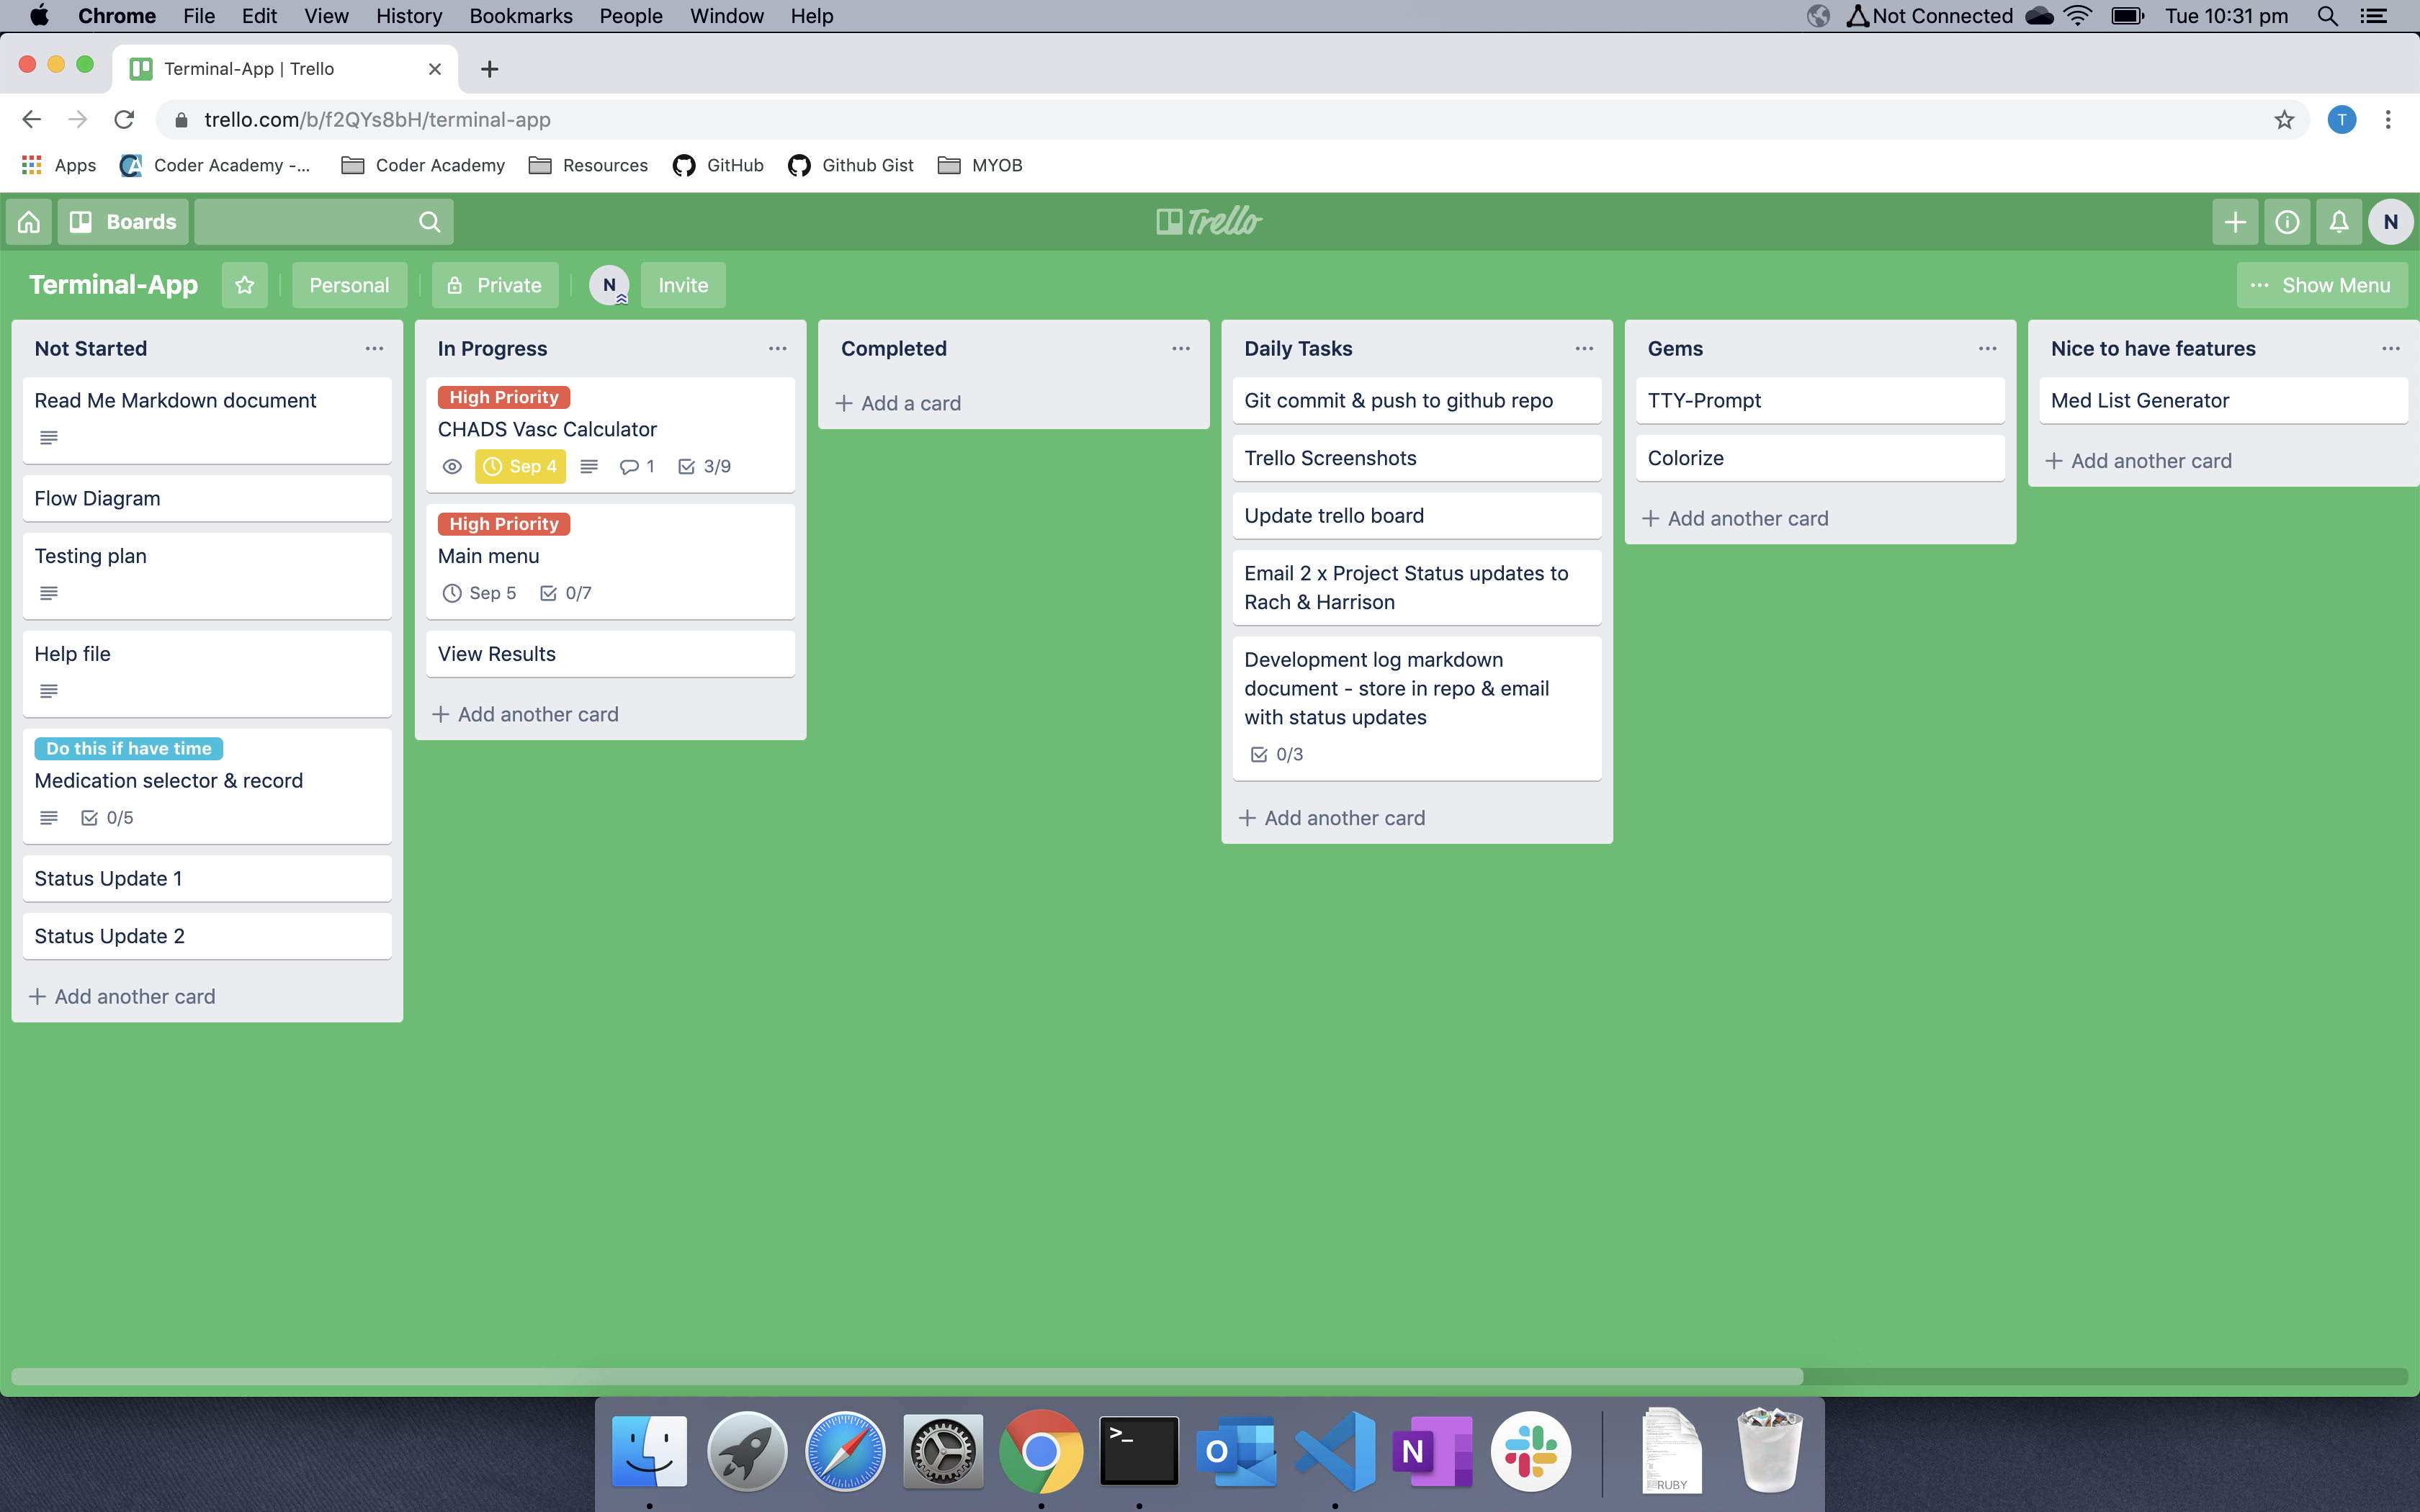 Chrome File Edit View History Bookmarks People Window Help Not Connected Tue 10:31 pm
Terminal-App | Trello
trello.com/b/f2QYs8bH/terminal-app T
Apps Coder Academy -... Coder Academy Resources GitHub Github Gist MYOB
Boards Trello N
Terminal-App Personal Private N Invite ... Show Menu
Not Started
Read Me Markdown document
Flow Diagram
Testing plan
Help file
Do this if have time
Medication selector & record
0/5
Status Update 1
Status Update 2
+ Add another card
In Progress
High Priority
CHADS Vasc Calculator
Sep 4 1 3/9
High Priority
Main menu
Sep 5 0/7
View Results
+ Add another card
Completed
+ Add a card
Daily Tasks
Git commit & push to github repo
Trello Screenshots
Update trello board
Email 2 x Project Status updates to
Rach & Harrison
Development log markdown
document - store in repo & email
with status updates
0/3
+ Add another card
Gems
TTY-Prompt
Colorize
+ Add another card
Nice to have features
Med List Generator
+ Add another card
>_ O N RUBY